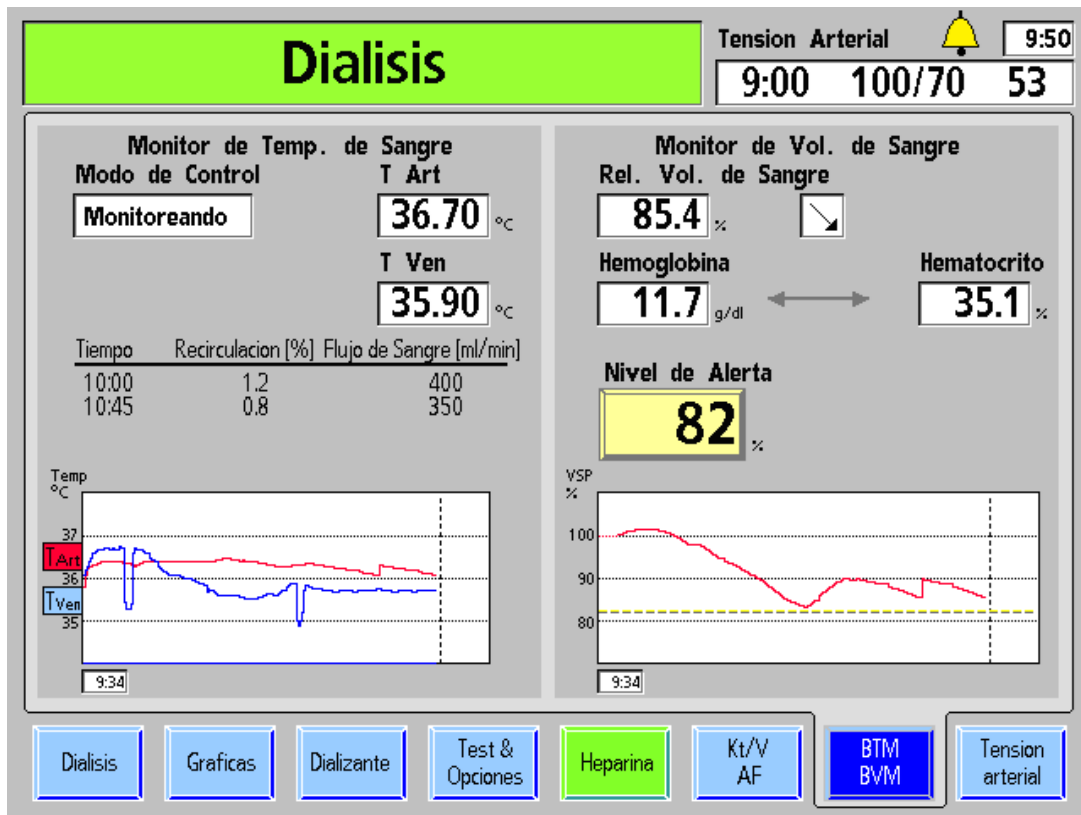 Dialisis
Tension Arterial 9:50
9:00 100/70 53
Monitor de Temp. de Sangre
Modo de Control T Art
Monitoreando 36.70 °C
T Ven
35.90 °C
Tiempo Recirculacion [%] Flujo de Sangre [ml/min]
10:00 1.2 400
10:45 0.8 350
Temp
°C
37
TArt
36
TVen
35
9:34
Monitor de Vol. de Sangre
Rel. Vol. de Sangre
85.4 %
Hemoglobina Hematocrito
11.7 g/dl 35.1 %
Nivel de Alerta
82 %
VSP
%
100
90
80
9:34
Dialisis
Graficas
Dializante
Test &
Opciones
Heparina
Kt/V
AF
BTM
BVM
Tension
arterial